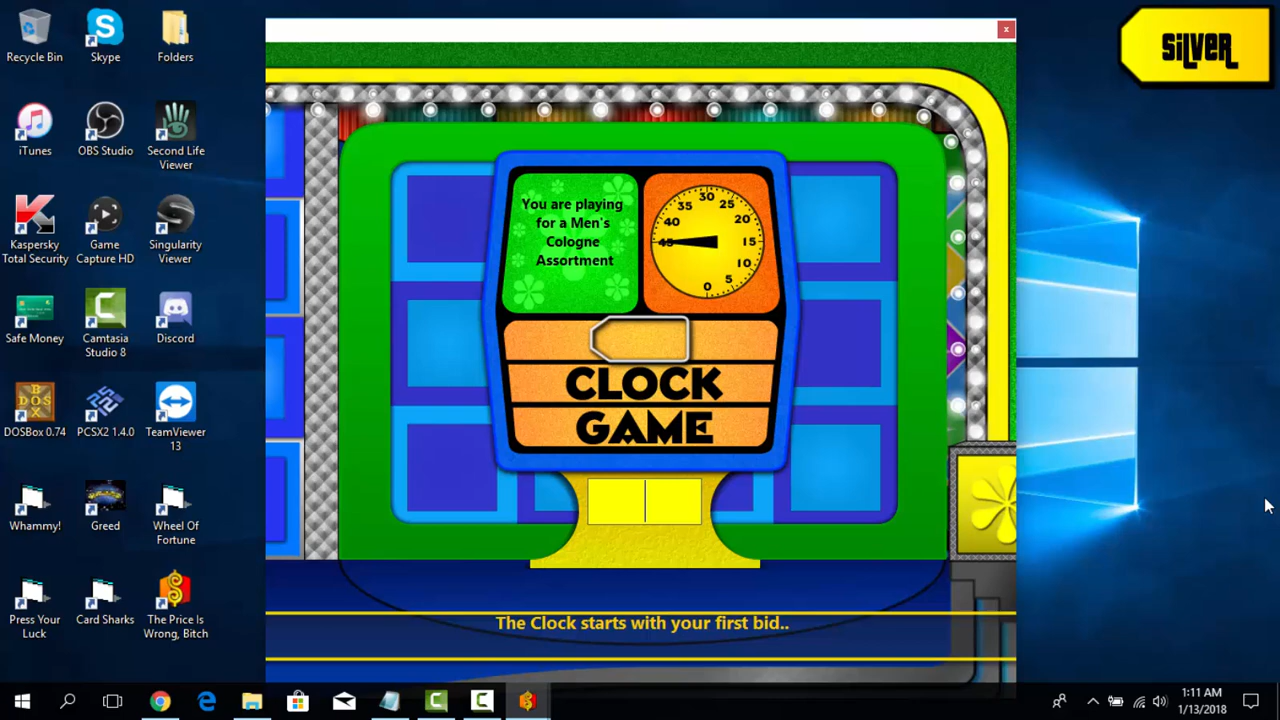 Recycle Bin
Skype
Folders
iTunes
OBS Studio
Second Life
Viewer
Kaspersky
Total Security
Game
Capture HD
Singularity
Viewer
Safe Money
Camtasia
Studio 8
Discord
DOSBox 0.74
PCSX2 1.4.0
TeamViewer
13
Whammy!
Greed
Wheel Of
Fortune
Press Your
Luck
Card Sharks
The Price Is
Wrong, Bitch
SILVER
x
You are playing
for a Men's
Cologne
Assortment
30
35
25
40
20
45
15
10
5
0
CLOCK
GAME
The Clock starts with your first bid..
1:11 AM
1/13/2018